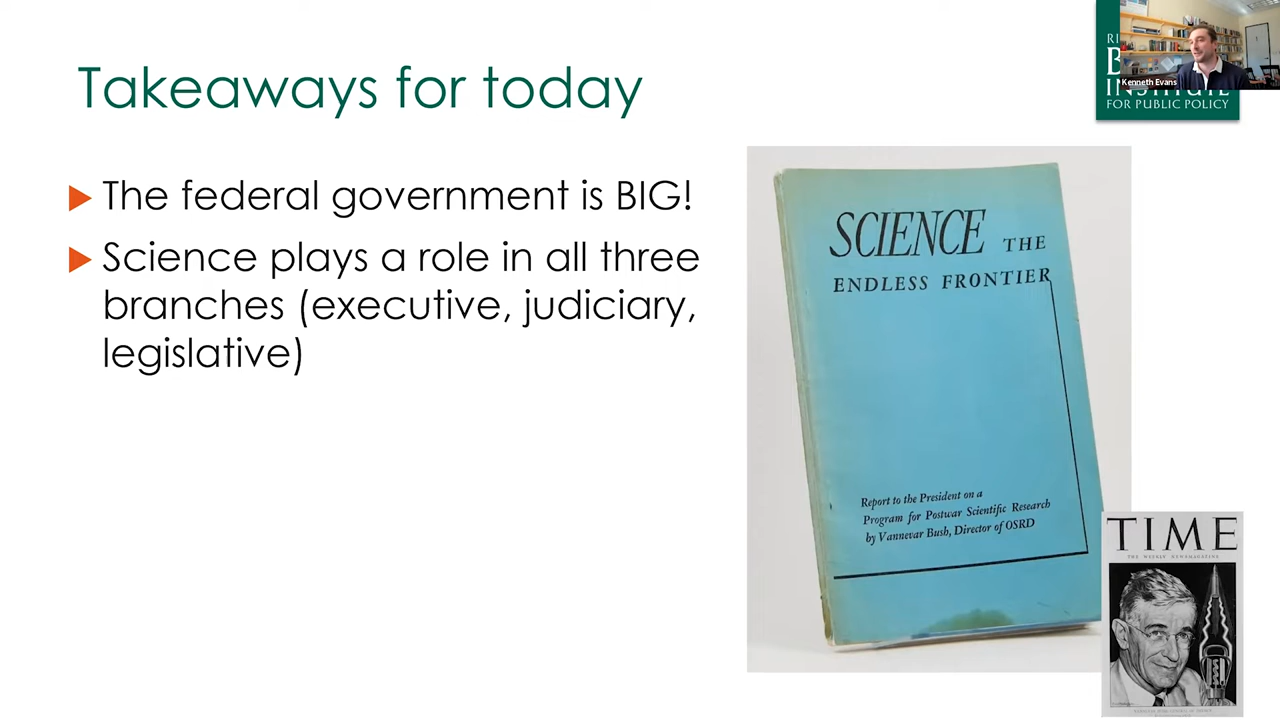 Takeaways for today
The federal government is BIG!
Science plays a role in all three
branches (executive, judiciary,
legislative)
Kenneth Evans
FOR PUBLIC POLICY
SCIENCE THE
ENDLESS FRONTIER
Report to the President on a
Program for Postwar Scientific Research
by Vannevar Bush, Director of OSRD
TIME
THE WEEKLY NEWSMAGAZINE